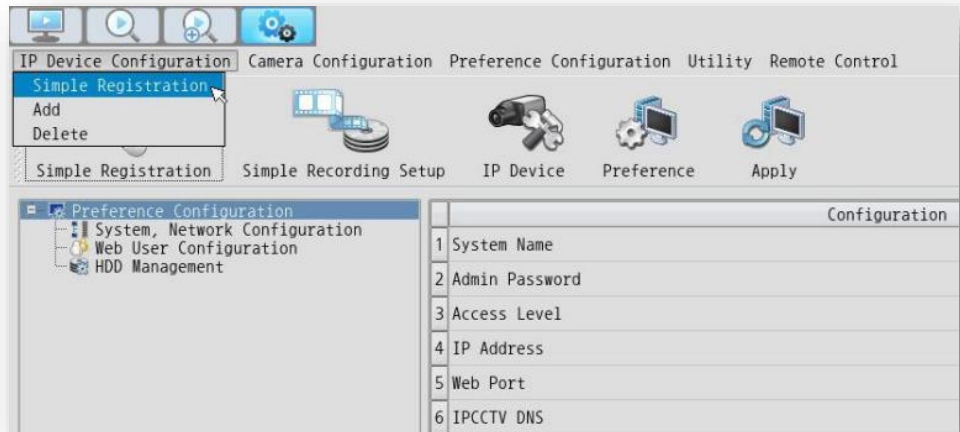 IP Device Configuration Camera Configuration Preference Configuration Utility Remote Control
Simple Registration
Add
Delete
Simple Registration Simple Recording Setup IP Device Preference Apply
Preference Configuration
System, Network Configuration
Web User Configuration
HDD Management
Configuration
1 System Name
2 Admin Password
3 Access Level
4 IP Address
5 Web Port
6 IPCCTV DNS